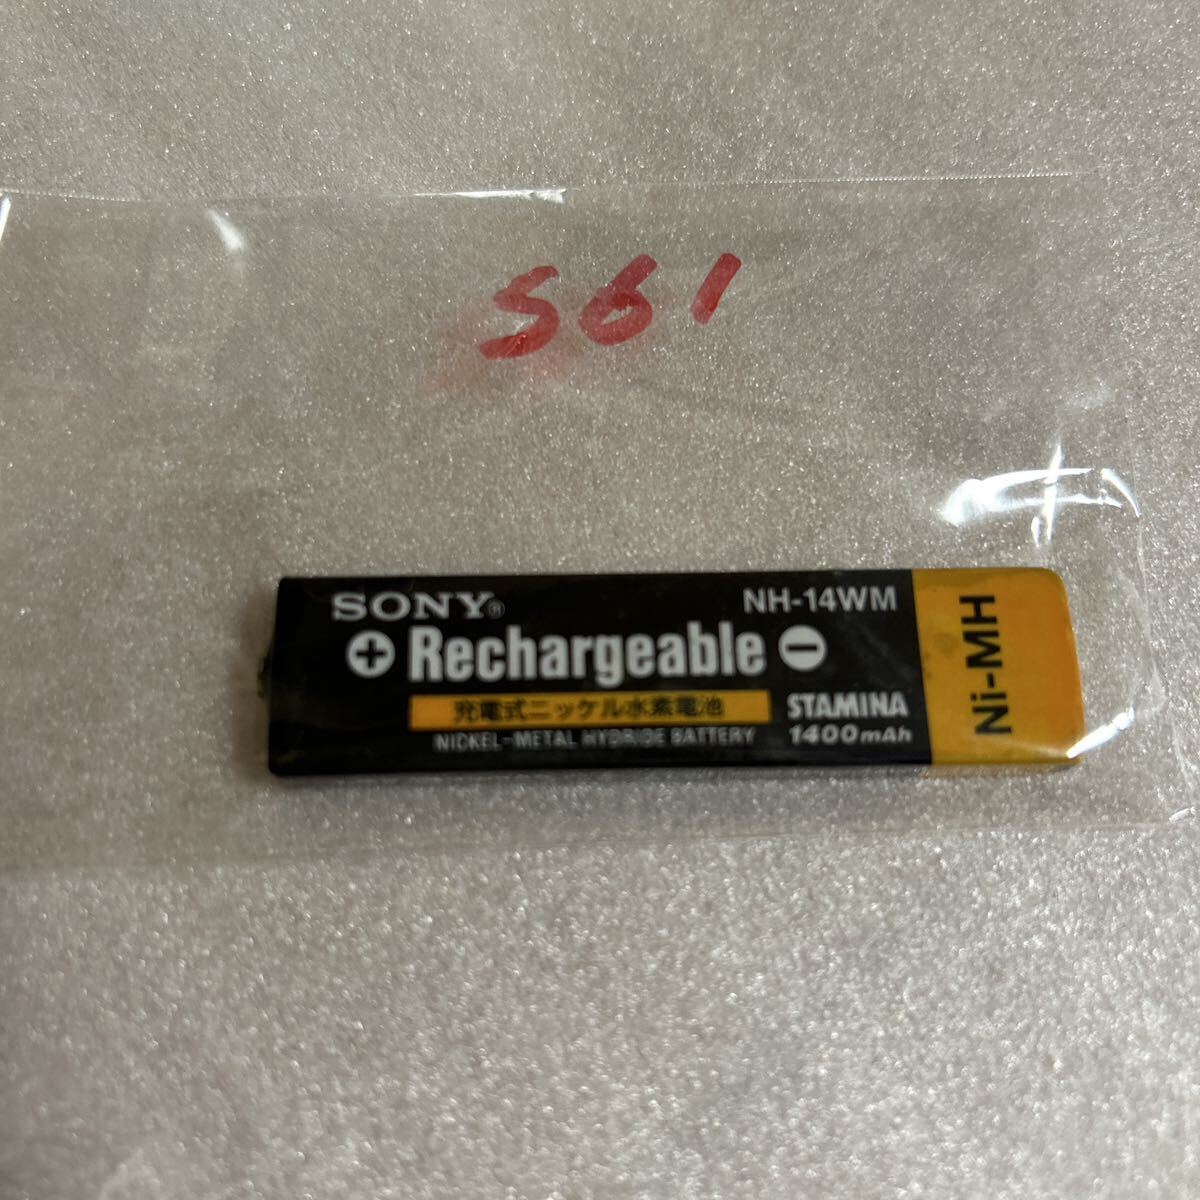 S61
SONY® NH-14WM
+ Rechargeable -
充電式ニッケル水素電池 STAMINA
NICKEL-METAL HYDRIDE BATTERY 1400mAh
Ni-MH